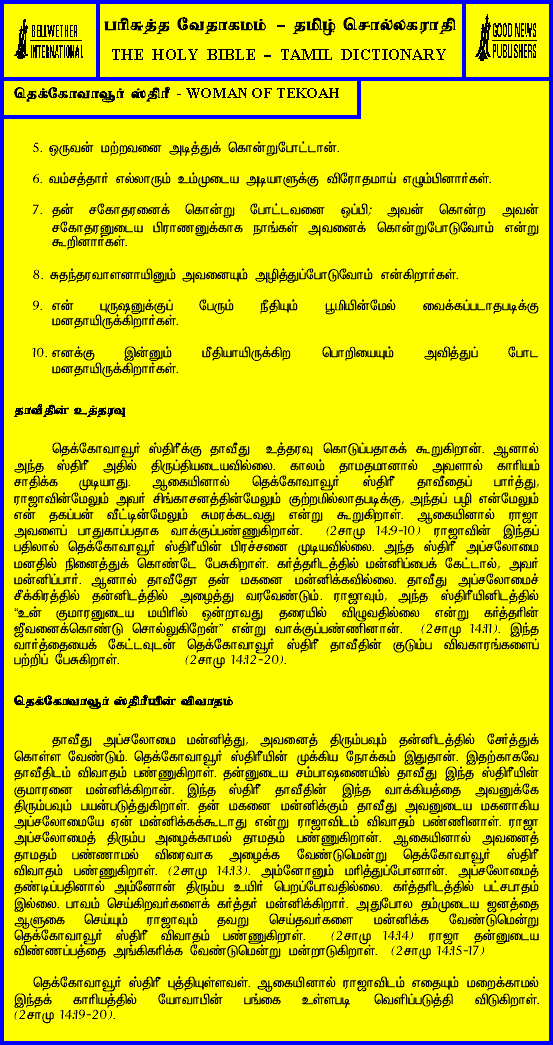 BELLWETHER
INTERNATIONAL
பரிசுத்த வேதாகமம் – தமிழ் சொல்லகராதி
THE HOLY BIBLE – TAMIL DICTIONARY
GOOD NEWS
PUBLISHERS
தெக்கோவாவூர் ஸ்திரீ - WOMAN OF TEKOAH
5. ஒருவன் மற்றவனை அடித்துக் கொன்றுபோட்டான்.
6. வம்சத்தார் எல்லாரும் உம்முடைய அடியாளுக்கு விரோதமாய் எழும்பினார்கள்.
7. தன் சகோதரனைக் கொன்று போட்டவனை ஒப்பி; அவன் கொன்ற அவன்
சகோதரனுடைய பிராணனுக்காக நாங்கள் அவனைக் கொன்றுபோடுவோம் என்று
கூறினார்கள்.
8. சுதந்தரவாளனாயினும் அவனையும் அழித்துப்போடுவோம் என்கிறார்கள்.
9. என் புருஷனுக்குப் பேரும் நீதியும் பூமியின்மேல் வைக்கப்படாதபடிக்கு
மனதாயிருக்கிறார்கள்.
10. எனக்கு இன்னும் மீதியாயிருக்கிற பொறியையும் அவித்துப் போட
மனதாயிருக்கிறார்கள்.
தாவீதின் உத்தரவு
தெக்கோவாவூர் ஸ்திரீக்கு தாவீது உத்தரவு கொடுப்பதாகக் கூறுகிறான். ஆனால்
அந்த ஸ்திரீ அதில் திருப்தியடையவில்லை. காலம் தாமதமானால் அவளால் காரியம்
சாதிக்க முடியாது. ஆகையினால் தெக்கோவாவூர் ஸ்திரீ தாவீதைப் பார்த்து,
ராஜாவின்மேலும் அவர் சிங்காசனத்தின்மேலும் குற்றமில்லாதபடிக்கு, அந்தப் பழி என்மேலும்
என் தகப்பன் வீட்டின்மேலும் சுமரக்கடவது என்று கூறுகிறாள். ஆகையினால் ராஜா
அவளைப் பாதுகாப்பதாக வாக்குப்பண்ணுகிறான். (2சாமு 14:9-10) ராஜாவின் இந்தப்
பதிலால் தெக்கோவாவூர் ஸ்திரீயின் பிரச்சனை முடியவில்லை. அந்த ஸ்திரீ அப்சலோமை
மனதில் நினைத்துக் கொண்டே பேசுகிறாள். கர்த்தரிடத்தில் மன்னிப்பைக் கேட்டால், அவர்
மன்னிப்பார். ஆனால் தாவீதோ தன் மகனை மன்னிக்கவில்லை. தாவீது அப்சலோமைச்
சீக்கிரத்தில் தன்னிடத்தில் அழைத்து வரவேண்டும். ராஜாவும், அந்த ஸ்திரீயினிடத்தில்
"உன் குமாரனுடைய மயிரில் ஒன்றாவது தரையில் விழுவதில்லை என்று கர்த்தரின்
ஜீவனைக்கொண்டு சொல்லுகிறேன்" என்று வாக்குப்பண்ணினான். (2சாமு 14:11). இந்த
வார்த்தையைக் கேட்டவுடன் தெக்கோவாவூர் ஸ்திரீ தாவீதின் குடும்ப விவகாரங்களைப்
பற்றிப் பேசுகிறாள். (2சாமு 14:12-20).
தெக்கோவாவூர் ஸ்திரீயின் விவாதம்
தாவீது அப்சலோமை மன்னித்து, அவனைத் திரும்பவும் தன்னிடத்தில் சேர்த்துக்
கொள்ள வேண்டும். தெக்கோவாவூர் ஸ்திரீயின் முக்கிய நோக்கம் இதுதான். இதற்காகவே
தாவீதிடம் விவாதம் பண்ணுகிறாள். தன்னுடைய சம்பாஷணையில் தாவீது இந்த ஸ்திரீயின்
குமாரனை மன்னிக்கிறான். இந்த ஸ்திரீ தாவீதின் இந்த வாக்கியத்தை அவனுக்கே
திரும்பவும் பயன்படுத்துகிறாள். தன் மகனை மன்னிக்கும் தாவீது அவனுடைய மகனாகிய
அப்சலோமையே ஏன் மன்னிக்கக்கூடாது என்று ராஜாவிடம் விவாதம் பண்ணினாள். ராஜா
அப்சலோமைத் திரும்ப அழைக்காமல் தாமதம் பண்ணுகிறான். ஆகையினால் அவனைத்
தாமதம் பண்ணாமல் விரைவாக அழைக்க வேண்டுமென்று தெக்கோவாவூர் ஸ்திரீ
விவாதம் பண்ணுகிறாள். (2சாமு 14:13). அம்னோனும் மரித்துப்போனான். அப்சலோமைத்
தண்டிப்பதினால் அம்னோன் திரும்ப உயிர் பெறப்போவதில்லை. கர்த்தரிடத்தில் பட்சபாதம்
இல்லை. பாவம் செய்கிறவர்களைக் கர்த்தர் மன்னிக்கிறார். அதுபோல தம்முடைய ஜனத்தை
ஆளுகை செய்யும் ராஜாவும் தவறு செய்தவர்களை மன்னிக்க வேண்டுமென்று
தெக்கோவாவூர் ஸ்திரீ விவாதம் பண்ணுகிறாள். (2சாமு 14:14) ராஜா தன்னுடைய
விண்ணப்பத்தை அங்கிகரிக்க வேண்டுமென்று மன்றாடுகிறாள். (2சாமு 14:15-17)
தெக்கோவாவூர் ஸ்திரீ புத்தியுள்ளவள். ஆகையினால் ராஜாவிடம் எதையும் மறைக்காமல்
இந்தக் காரியத்தில் யோவாபின் பங்கை உள்ளபடி வெளிப்படுத்தி விடுகிறாள்.
(2சாமு 14:19-20).